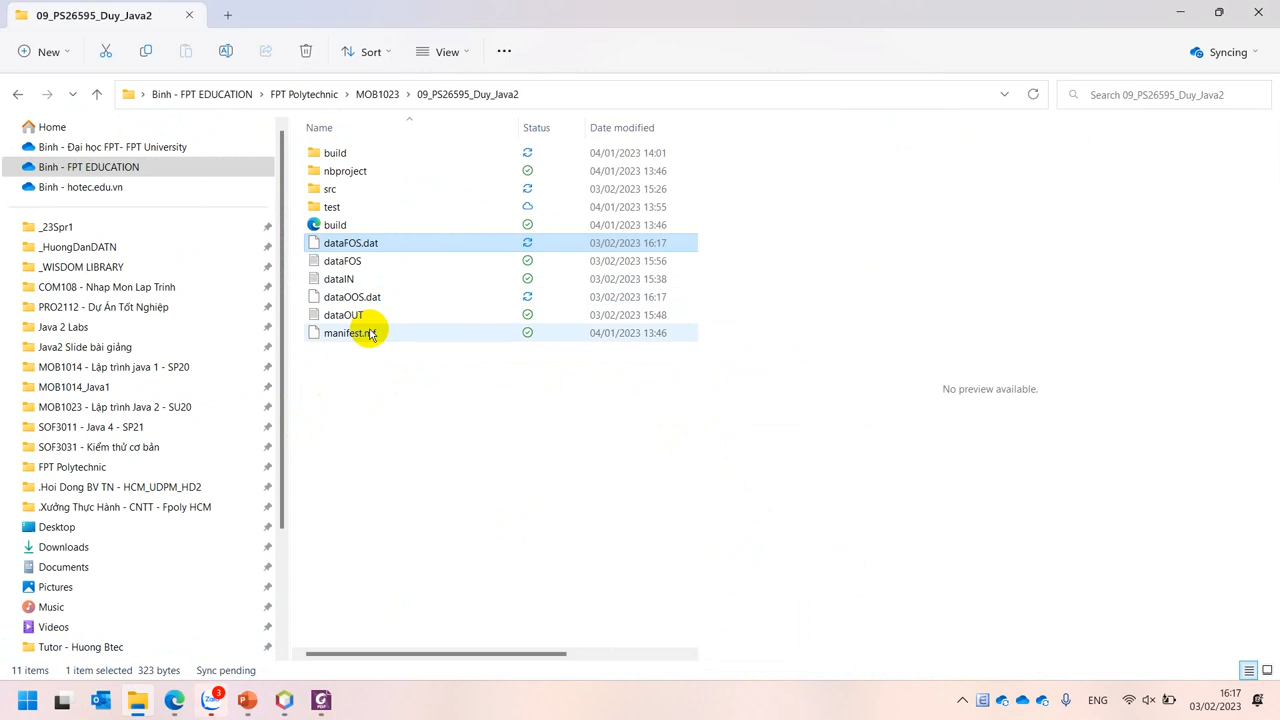 09_PS26595_Duy_Java2
New
Sort
View
Syncing
Binh - FPT EDUCATION
FPT Polytechnic
MOB1023
09_PS26595_Duy_Java2
Search 09_PS26595_Duy_Java2
Home
Binh - Đại học FPT- FPT University
Binh - FPT EDUCATION
Binh - hotec.edu.vn
_23Spr1
_HuongDanDATN
_WISDOM LIBRARY
COM108 - Nhap Mon Lap Trinh
PRO2112 - Dự Án Tốt Nghiệp
Java 2 Labs
Java2 Slide bài giảng
MOB1014 - Lập trình java 1 - SP20
MOB1014_Java1
MOB1023 - Lập trình Java 2 - SU20
SOF3011 - Java 4 - SP21
SOF3031 - Kiểm thử cơ bản
FPT Polytechnic
.Hoi Dong BV TN - HCM_UDPM_HD2
.Xưởng Thực Hành - CNTT - Fpoly HCM
Desktop
Downloads
Documents
Pictures
Music
Videos
Tutor - Huong Btec
Name Status Date modified
build 04/01/2023 14:01
nbproject 04/01/2023 13:46
src 03/02/2023 15:26
test 04/01/2023 13:55
build 04/01/2023 13:46
dataFOS.dat 03/02/2023 16:17
dataFOS 03/02/2023 15:56
dataIN 03/02/2023 15:38
dataOOS.dat 03/02/2023 16:17
dataOUT 03/02/2023 15:48
manifest.mf 04/01/2023 13:46
No preview available.
11 items 1 item selected 323 bytes Sync pending
Zalo
3
PDF
ENG
16:17
03/02/2023